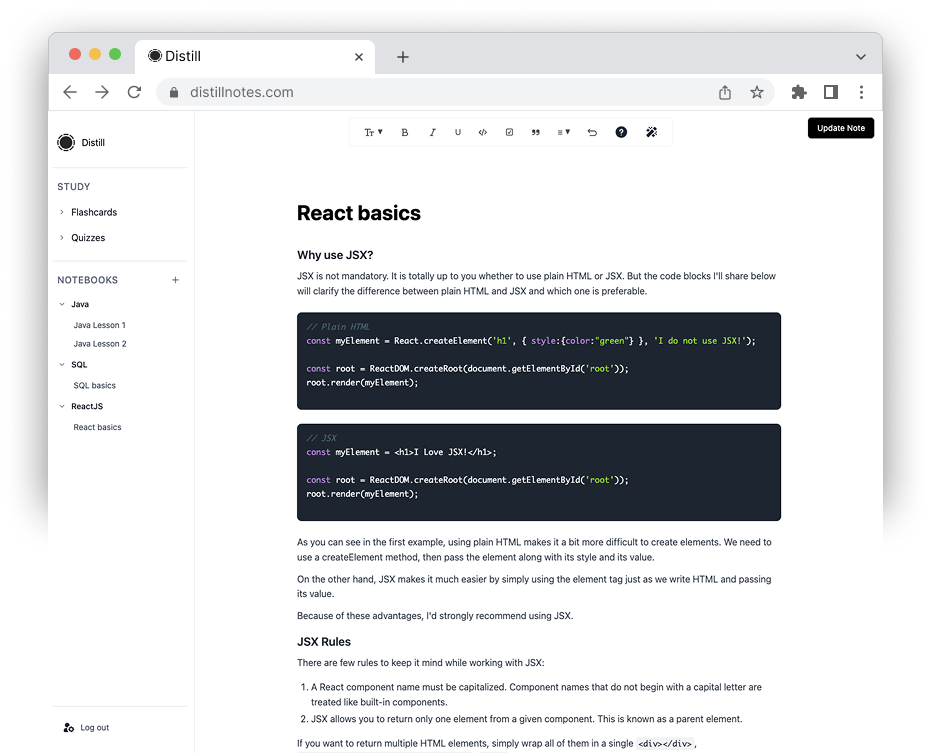 Distill
distillnotes.com
Distill
Update Note
STUDY
Flashcards
Quizzes
NOTEBOOKS
Java
Java Lesson 1
Java Lesson 2
SQL
SQL basics
ReactJS
React basics
Log out
Tт
B
I
U
</>
React basics
Why use JSX?
JSX is not mandatory. It is totally up to you whether to use plain HTML or JSX. But the code blocks I'll share below
will clarify the difference between plain HTML and JSX and which one is preferable.
// Plain HTML
const myElement = React.createElement('h1', { style:{color:"green"} }, 'I do not use JSX!');
const root = ReactDOM.createRoot(document.getElementById('root'));
root.render(myElement);
// JSX
const myElement = <h1>I Love JSX!</h1>;
const root = ReactDOM.createRoot(document.getElementById('root'));
root.render(myElement);
As you can see in the first example, using plain HTML makes it a bit more difficult to create elements. We need to
use a createElement method, then pass the element along with its style and its value.
On the other hand, JSX makes it much easier by simply using the element tag just as we write HTML and passing
its value.
Because of these advantages, I'd strongly recommend using JSX.
JSX Rules
There are few rules to keep it mind while working with JSX:
1. A React component name must be capitalized. Component names that do not begin with a capital letter are
treated like built-in components.
2. JSX allows you to return only one element from a given component. This is known as a parent element.
If you want to return multiple HTML elements, simply wrap all of them in a single <div></div>,